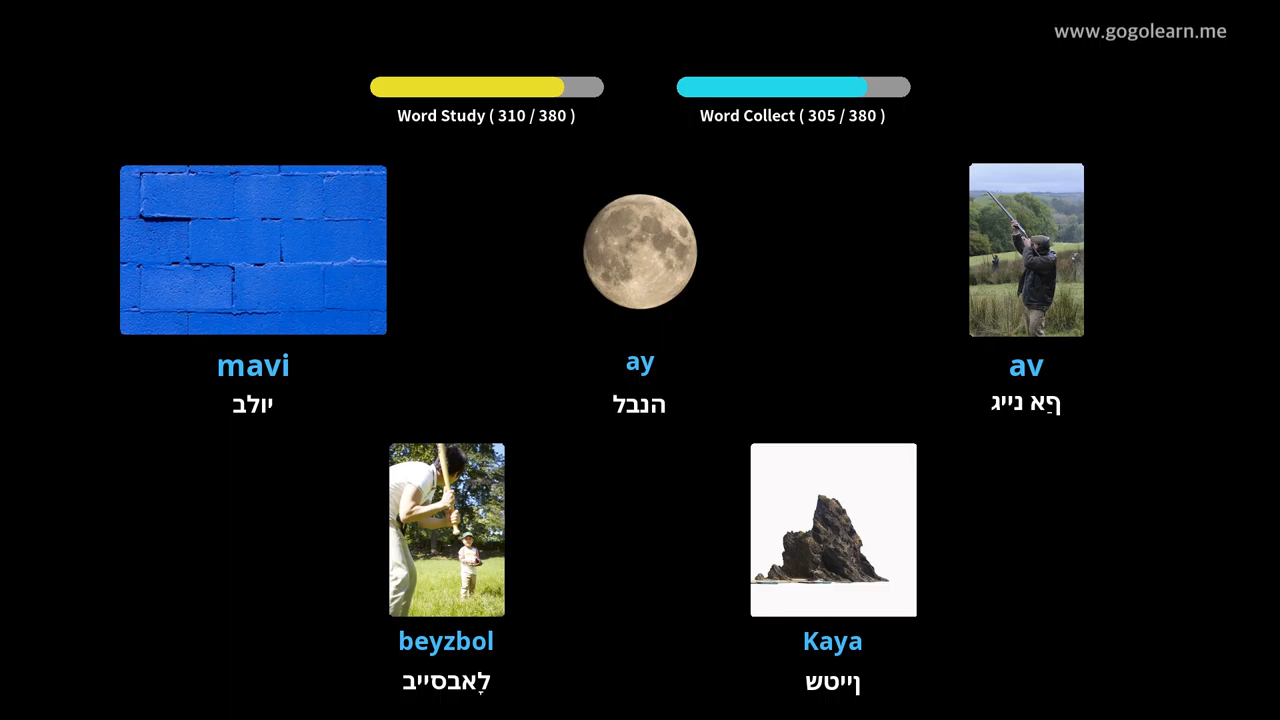 www.gogolearn.me
Word Study ( 310 / 380 )
Word Collect ( 305 / 380 )
mavi
ay
av
יולב
הנבל
ףאַ נייג
beyzbol
Kaya
לָאבסייב
ןייטש